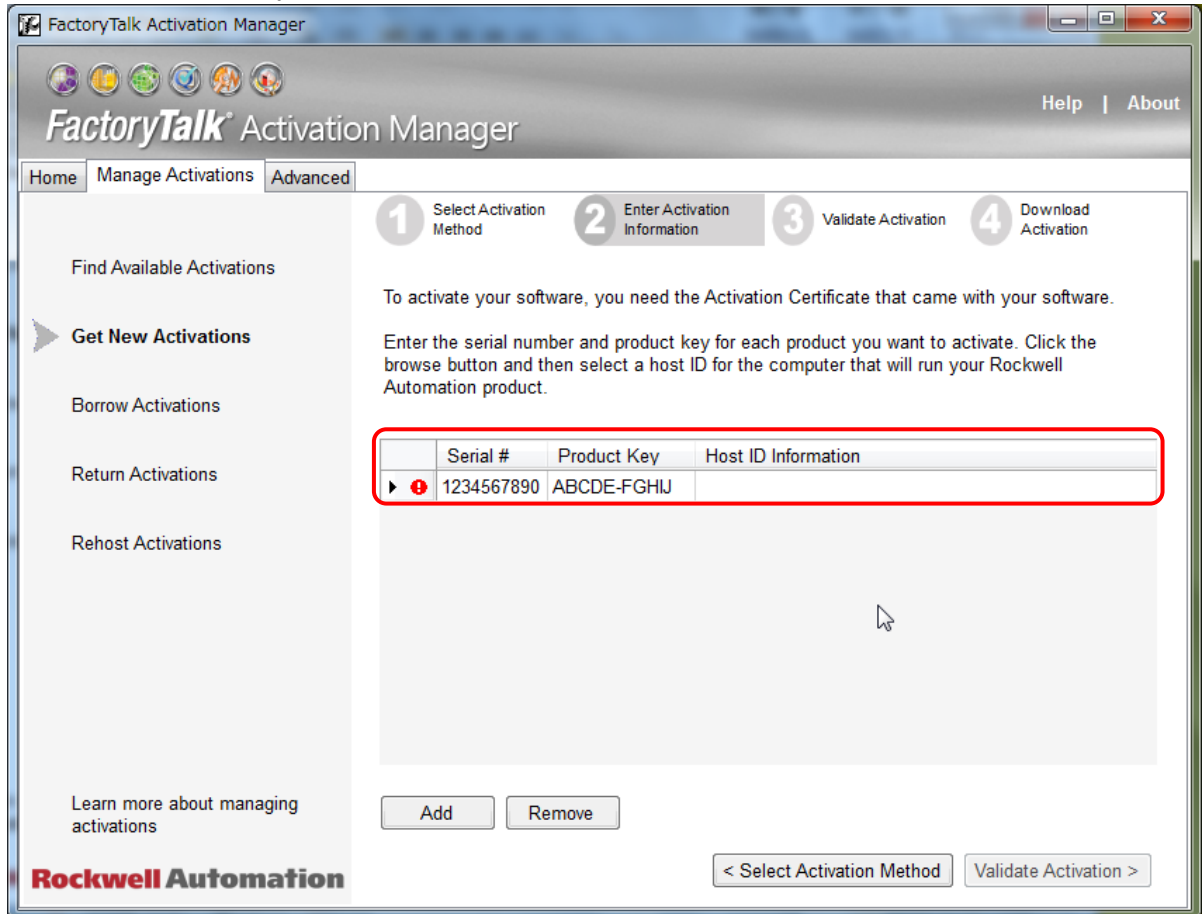 FactoryTalk Activation Manager
Help | About
FactoryTalk® Activation Manager
Home Manage Activations Advanced
1 Select Activation
Method
2 Enter Activation
Information
3 Validate Activation
4 Download
Activation
Find Available Activations
Get New Activations
Borrow Activations
Return Activations
Rehost Activations
Learn more about managing
activations
Rockwell Automation
To activate your software, you need the Activation Certificate that came with your software.
Enter the serial number and product key for each product you want to activate. Click the
browse button and then select a host ID for the computer that will run your Rockwell
Automation product.
Serial # Product Key Host ID Information
1234567890 ABCDE-FGHIJ
Add Remove
< Select Activation Method Validate Activation >